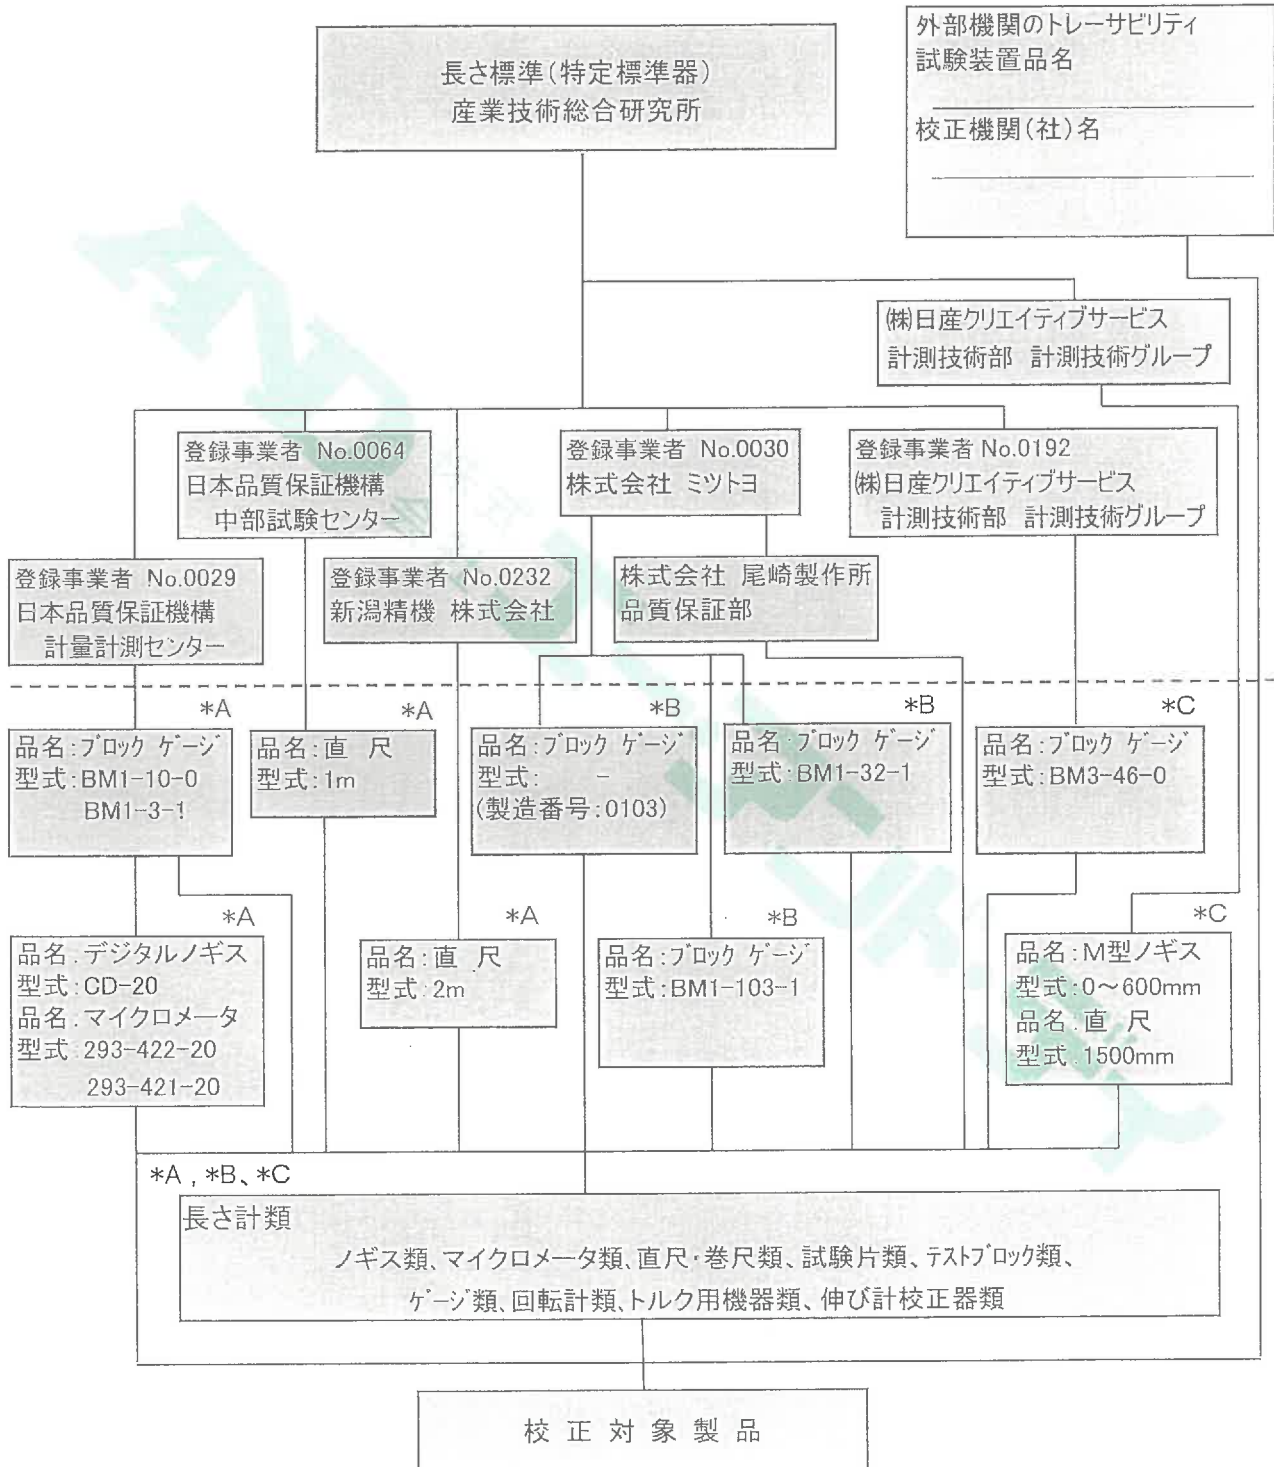 長さ標準(特定標準器)
産業技術総合研究所
外部機関のトレーサビリティ
試験装置品名
校正機関(社)名
㈱日産クリエイティブサービス
計測技術部 計測技術グループ
登録事業者 No.0064
日本品質保証機構
中部試験センター
登録事業者 No.0030
株式会社 ミツトヨ
登録事業者 No.0192
㈱日産クリエイティブサービス
計測技術部 計測技術グループ
登録事業者 No.0029
日本品質保証機構
計量計測センター
登録事業者 No.0232
新潟精機 株式会社
株式会社 尾崎製作所
品質保証部
*A
品名:ブロック ゲージ
型式:BM1-10-0
BM1-3-1
*A
品名:直 尺
型式:1m
*B
品名:ブロック ゲージ
型式: -
(製造番号:0103)
*B
品名:ブロック ゲージ
型式:BM1-32-1
*C
品名:ブロック ゲージ
型式:BM3-46-0
*A
品名:デジタルノギス
型式:CD-20
品名:マイクロメータ
型式:293-422-20
293-421-20
*A
品名:直 尺
型式:2m
*B
品名:ブロック ゲージ
型式:BM1-103-1
*C
品名:M型ノギス
型式:0~600mm
品名:直 尺
型式:1500mm
*A , *B、*C
長さ計類
ノギス類、マイクロメータ類、直尺・巻尺類、試験片類、テストブロック類、
ゲージ類、回転計類、トルク用機器類、伸び計校正器類
校 正 対 象 製 品